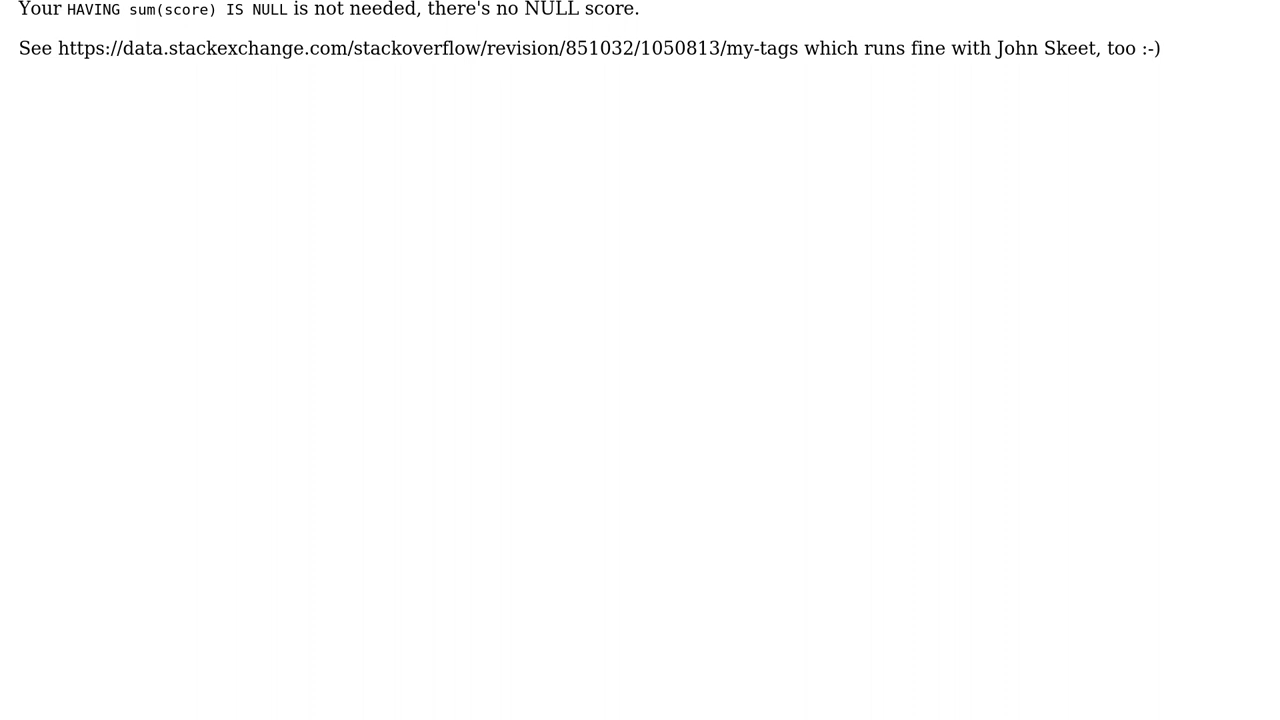 Your HAVING sum(score) IS NULL is not needed, there's no NULL score.
See https://data.stackexchange.com/stackoverflow/revision/851032/1050813/my-tags which runs fine with John Skeet, too :-)